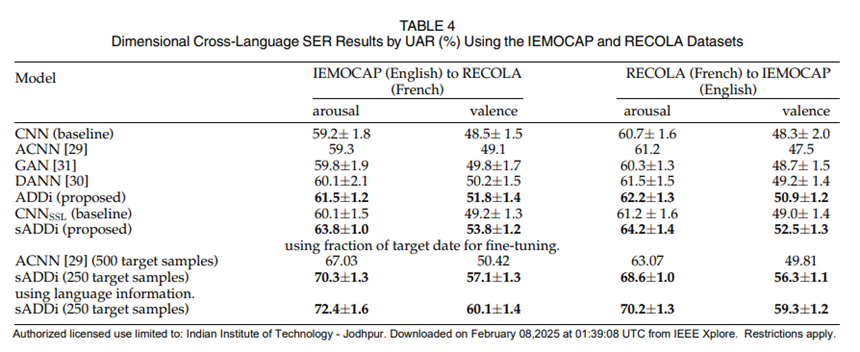 TABLE 4
Dimensional Cross-Language SER Results by UAR (%) Using the IEMOCAP and RECOLA Datasets
Model IEMOCAP (English) to RECOLA (French) RECOLA (French) to IEMOCAP (English)
arousal valence arousal valence
CNN (baseline) 59.2± 1.8 48.5± 1.5 60.7± 1.6 48.3± 2.0
ACNN [29] 59.3 49.1 61.2 47.5
GAN [31] 59.8±1.9 49.8±1.7 60.3±1.3 48.7± 1.5
DANN [30] 60.1±2.1 50.2±1.5 61.5±1.5 49.2± 1.4
ADDi (proposed) 61.5±1.2 51.8±1.4 62.2±1.3 50.9±1.2
CNNSSL (baseline) 60.1±1.5 49.2± 1.3 61.2 ± 1.6 49.0± 1.4
sADDi (proposed) 63.8±1.0 53.8±1.2 64.2±1.4 52.5±1.3
using fraction of target date for fine-tuning.
ACNN [29] (500 target samples) 67.03 50.42 63.07 49.81
sADDi (250 target samples) 70.3±1.3 57.1±1.3 68.6±1.0 56.3±1.1
using language information.
sADDi (250 target samples) 72.4±1.6 60.1±1.4 70.2±1.3 59.3±1.2
Authorized licensed use limited to: Indian Institute of Technology - Jodhpur. Downloaded on February 08,2025 at 01:39:08 UTC from IEEE Xplore. Restrictions apply.